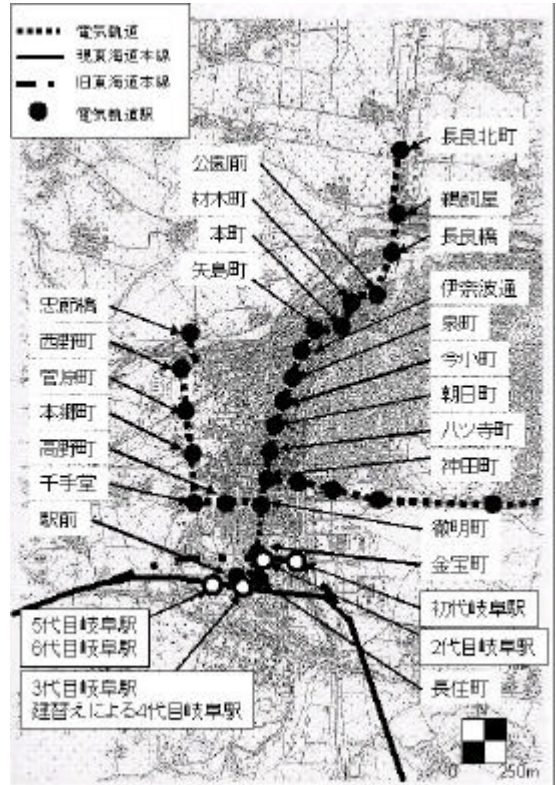 電気軌道
現東海道本線
旧東海道本線
電気軌道駅
長良北町
公園前
鵜飼屋
材木町
長良橋
本町
矢島町
伊奈波通
忠節橋
泉町
西野町
今小町
菅原町
朝日町
本郷町
八ツ寺町
高野町
神田町
千手堂
徹明町
駅前
金宝町
初代岐阜駅
5代目岐阜駅
6代目岐阜駅
2代目岐阜駅
3代目岐阜駅
建替えによる4代目岐阜駅
長住町
0 250m